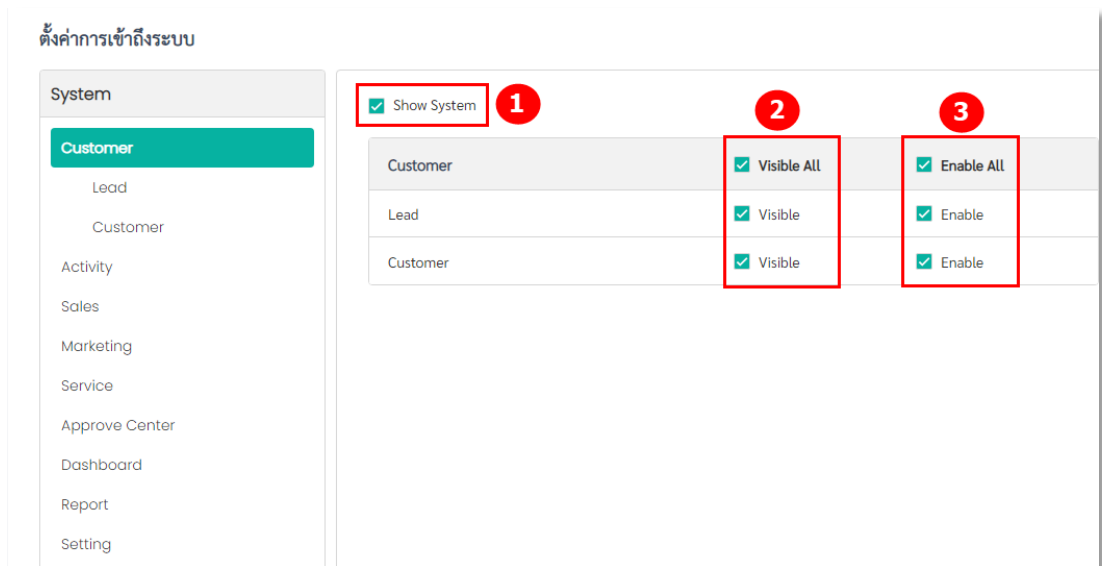 ตั้งค่าการเข้าถึงระบบ
System
Customer
Lead
Customer
Activity
Sales
Marketing
Service
Approve Center
Dashboard
Report
Setting
Show System 1
2 3
Customer Visible All Enable All
Lead Visible Enable
Customer Visible Enable